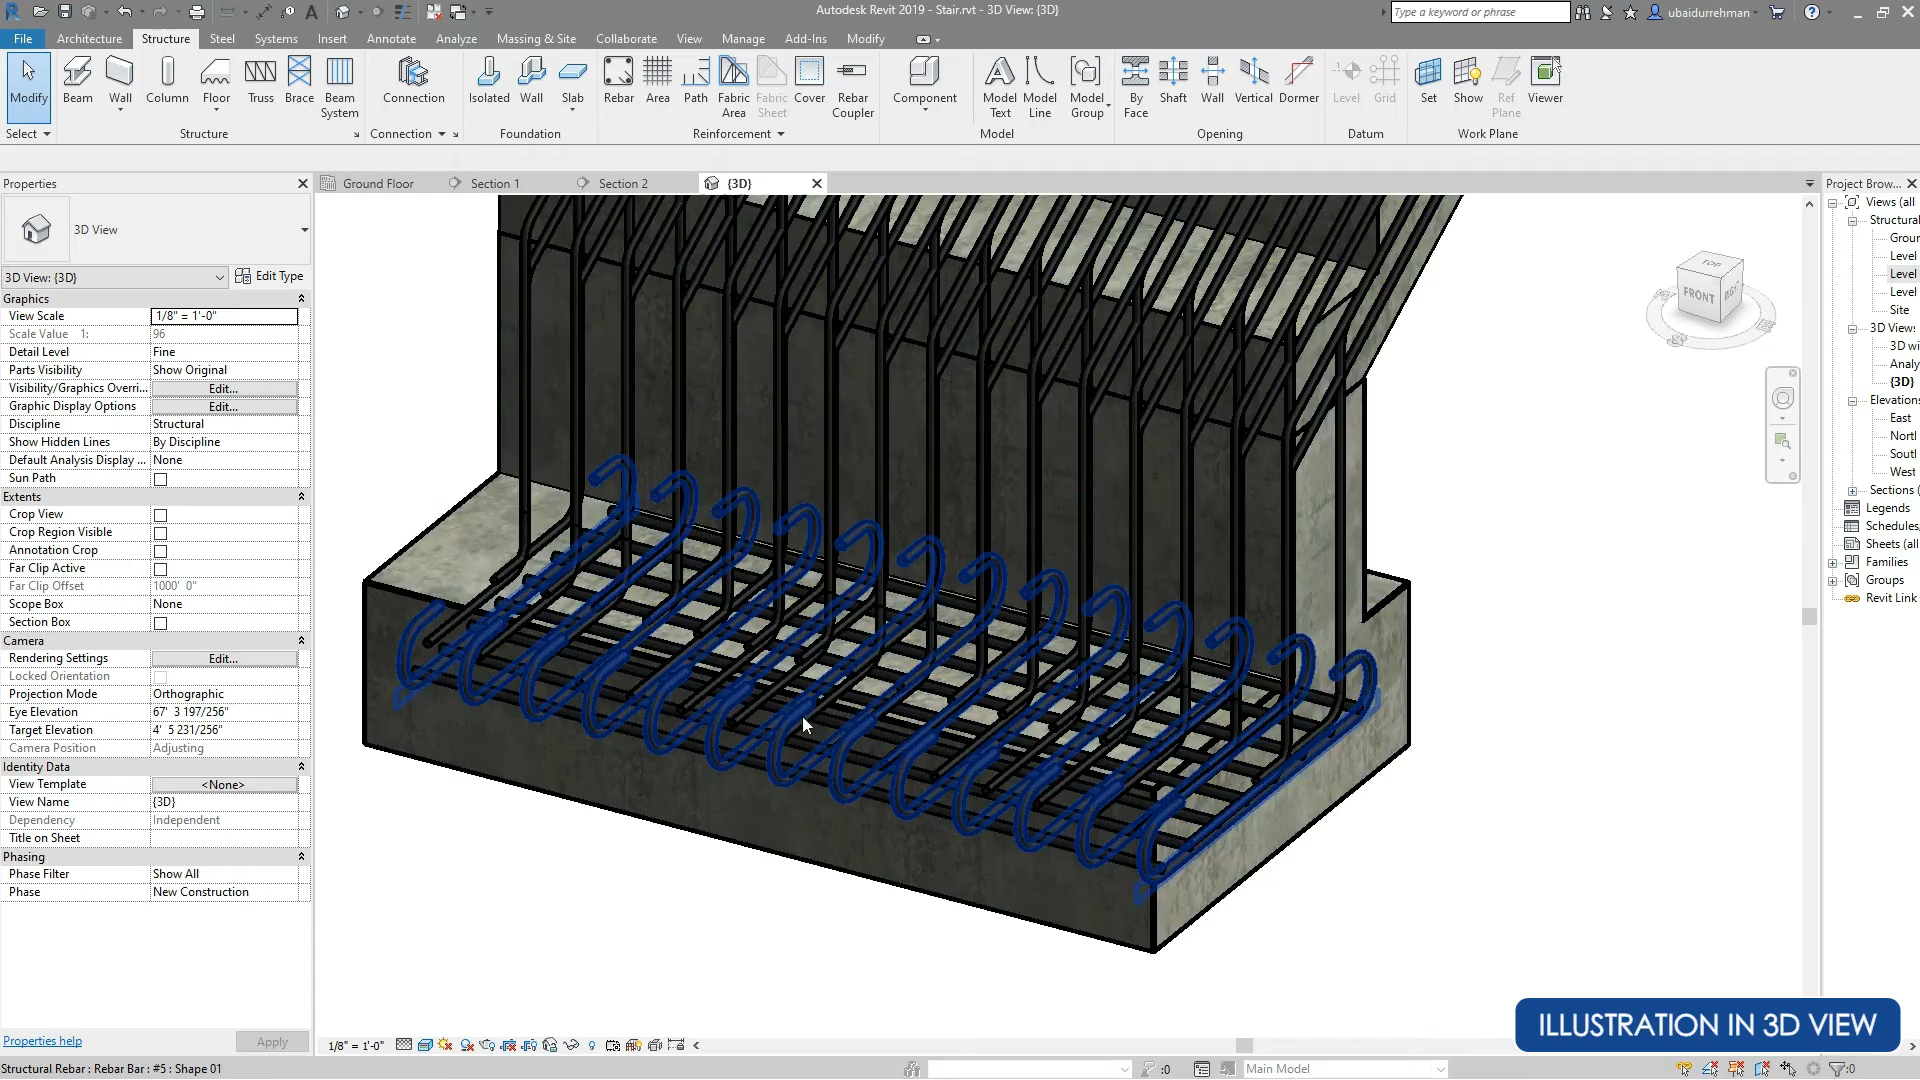 Autodesk Revit 2019 - Stair.rvt - 3D View: {3D}
Type a keyword or phrase
ubaidurrehman
File Architecture Structure Steel Systems Insert Annotate Analyze Massing & Site Collaborate View Manage Add-Ins Modify
Modify Beam Wall Column Floor Truss Brace Beam System Connection Isolated Wall Slab Rebar Area Path Fabric Area Fabric Sheet Cover Rebar Coupler Component Model Text Model Line Model Group By Face Shaft Wall Vertical Dormer Level Grid Set Show Ref Plane Viewer
Select Structure Connection Foundation Reinforcement Model Opening Datum Work Plane
Properties
Ground Floor Section 1 Section 2 {3D}
Project Brow...
3D View
3D View: {3D} Edit Type
Graphics
View Scale 1/8" = 1'-0"
Scale Value 1: 96
Detail Level Fine
Parts Visibility Show Original
Visibility/Graphics Overri... Edit...
Graphic Display Options Edit...
Discipline Structural
Show Hidden Lines By Discipline
Default Analysis Display ... None
Sun Path
Extents
Crop View
Crop Region Visible
Annotation Crop
Far Clip Active
Far Clip Offset 1000' 0"
Scope Box None
Section Box
Camera
Rendering Settings Edit...
Locked Orientation
Projection Mode Orthographic
Eye Elevation 67' 3 197/256"
Target Elevation 4' 5 231/256"
Camera Position Adjusting
Identity Data
View Template <None>
View Name {3D}
Dependency Independent
Title on Sheet
Phasing
Phase Filter Show All
Phase New Construction
Properties help Apply
TOP
FRONT
S
E
Views (all
Structural
Groun
Level
Level
Level
Site
3D View:
3D wi
Analy
{3D}
Elevations
East
North
South
West
Sections (
Legends
Schedules,
Sheets (all
Families
Groups
Revit Link
ILLUSTRATION IN 3D VIEW
1/8" = 1'-0"
Structural Rebar : Rebar Bar : #5 : Shape 01
:0
Main Model
:0